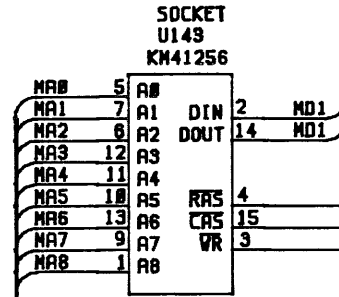 SOCKET
U149
KM41256
MA0 5 A0
MA1 7 A1 DIN 2 MD1
MA2 6 A2 DOUT 14 MD1
MA3 12 A3
MA4 11 A4
MA5 10 A5 RAS 4
MA6 13 A6 CAS 15
MA7 9 A7 WR 3
MA8 1 A8